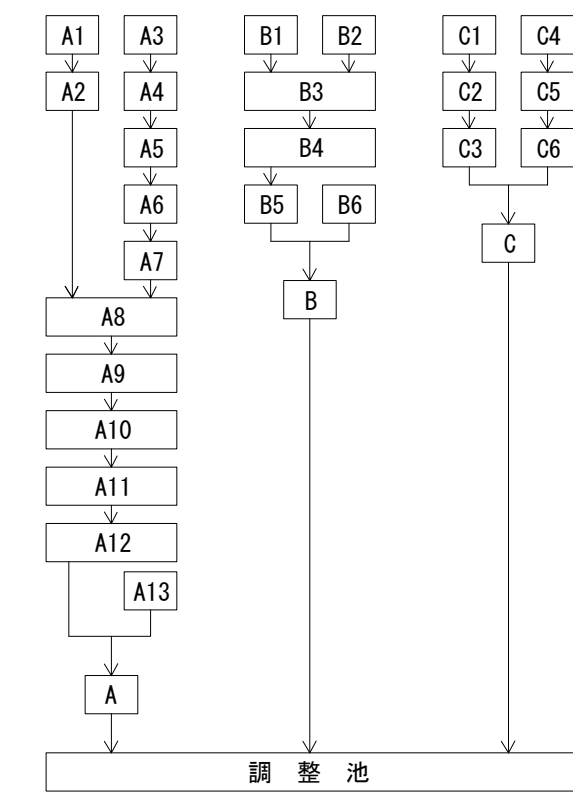 A1 A3 B1 B2 C1 C4
A2 A4 B3 C2 C5
A5 B4 C3 C6
A6 B5 B6
A7 C
A8 B
A9
A10
A11
A12
A13
A
調 整 池